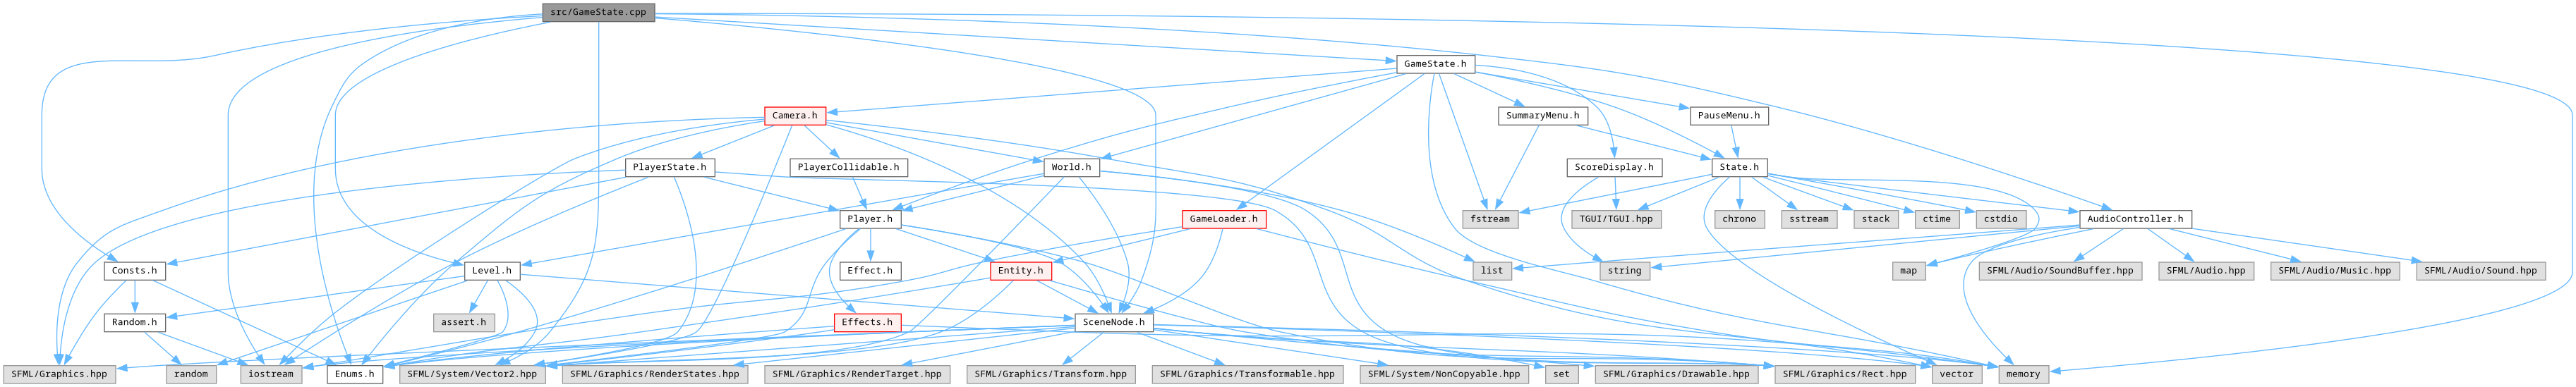 src/GameState.cpp
GameState.h
Camera.h
SummaryMenu.h
PauseMenu.h
PlayerState.h
PlayerCollidable.h
World.h
ScoreDisplay.h
State.h
Player.h
GameLoader.h
fstream
TGUI/TGUI.hpp
chrono
sstream
stack
ctime
cstdio
AudioController.h
Consts.h
Level.h
Effect.h
Entity.h
list
string
map
SFML/Audio/SoundBuffer.hpp
SFML/Audio.hpp
SFML/Audio/Music.hpp
SFML/Audio/Sound.hpp
Random.h
assert.h
Effects.h
SceneNode.h
SFML/Graphics.hpp
random
iostream
Enums.h
SFML/System/Vector2.hpp
SFML/Graphics/RenderStates.hpp
SFML/Graphics/RenderTarget.hpp
SFML/Graphics/Transform.hpp
SFML/Graphics/Transformable.hpp
SFML/System/NonCopyable.hpp
set
SFML/Graphics/Drawable.hpp
SFML/Graphics/Rect.hpp
vector
memory